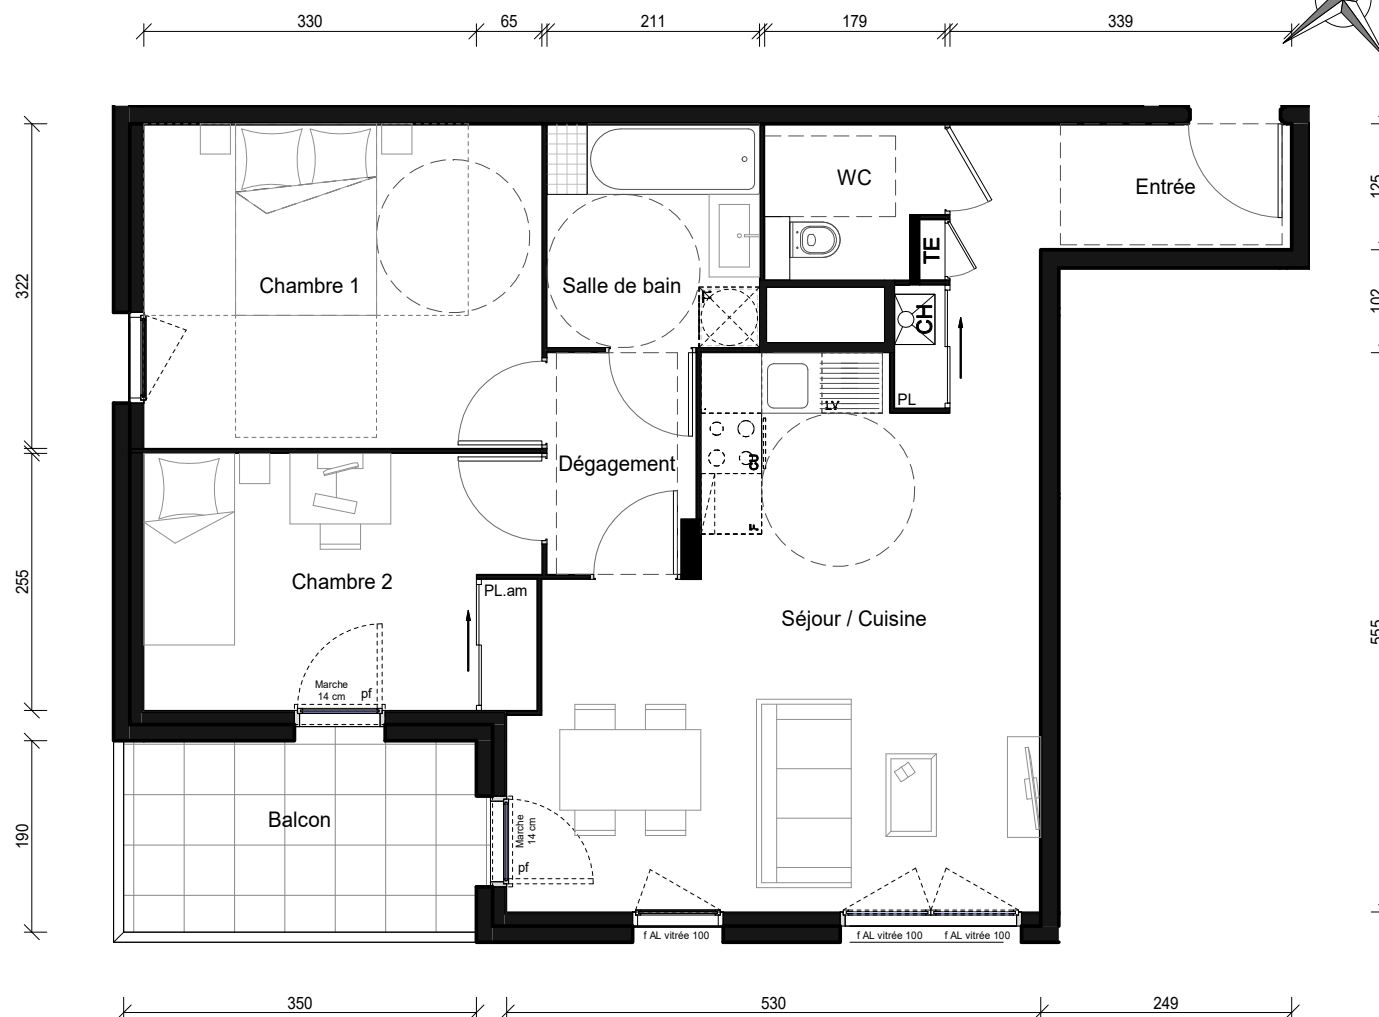 330
65
211
179
339
WC
Entrée
125
TE
Chambre 1
Salle de bain
322
102
CH
PL
LV
Dégagement
CU
F
Chambre 2
PL.am
255
Séjour / Cuisine
555
Marche
14 cm
pf
Balcon
Marche
14 cm
pf
190
f AL vitrée 100
f AL vitrée 100
f AL vitrée 100
350
530
249